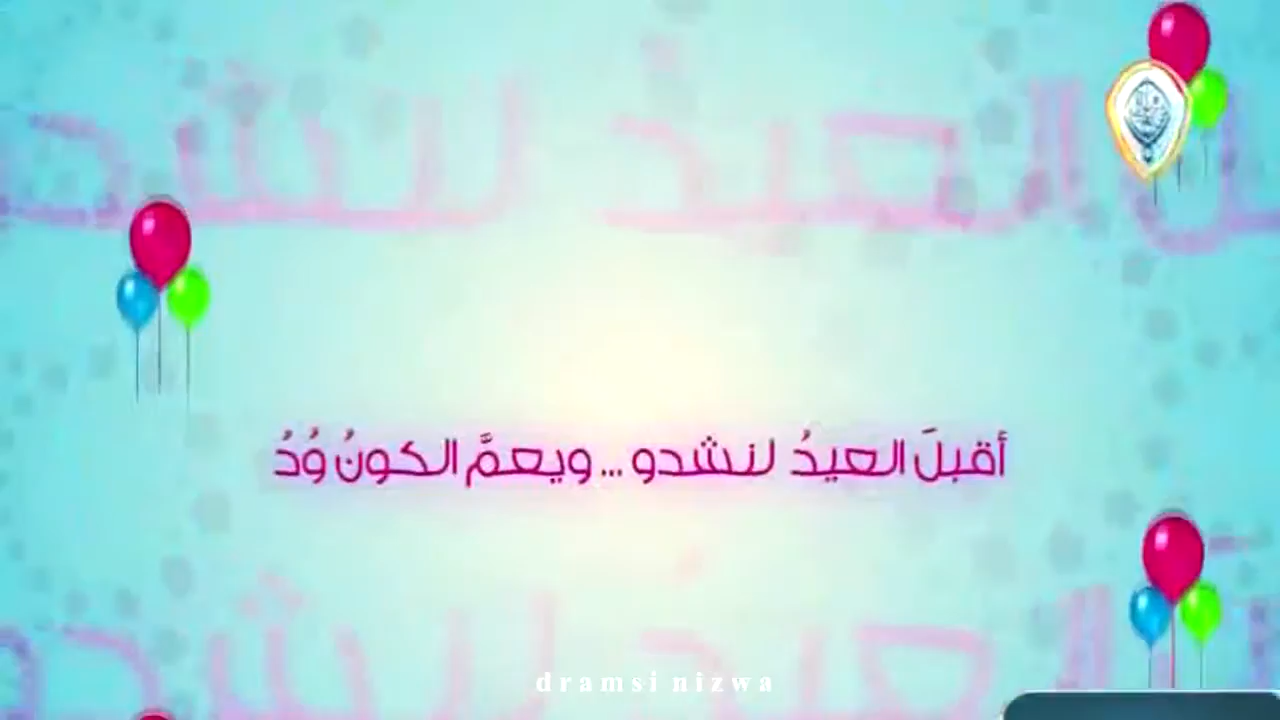 أقبلَ العيدُ لنشدو ... ويعمَّ الكونُ وُدُ
dramsi nizwa